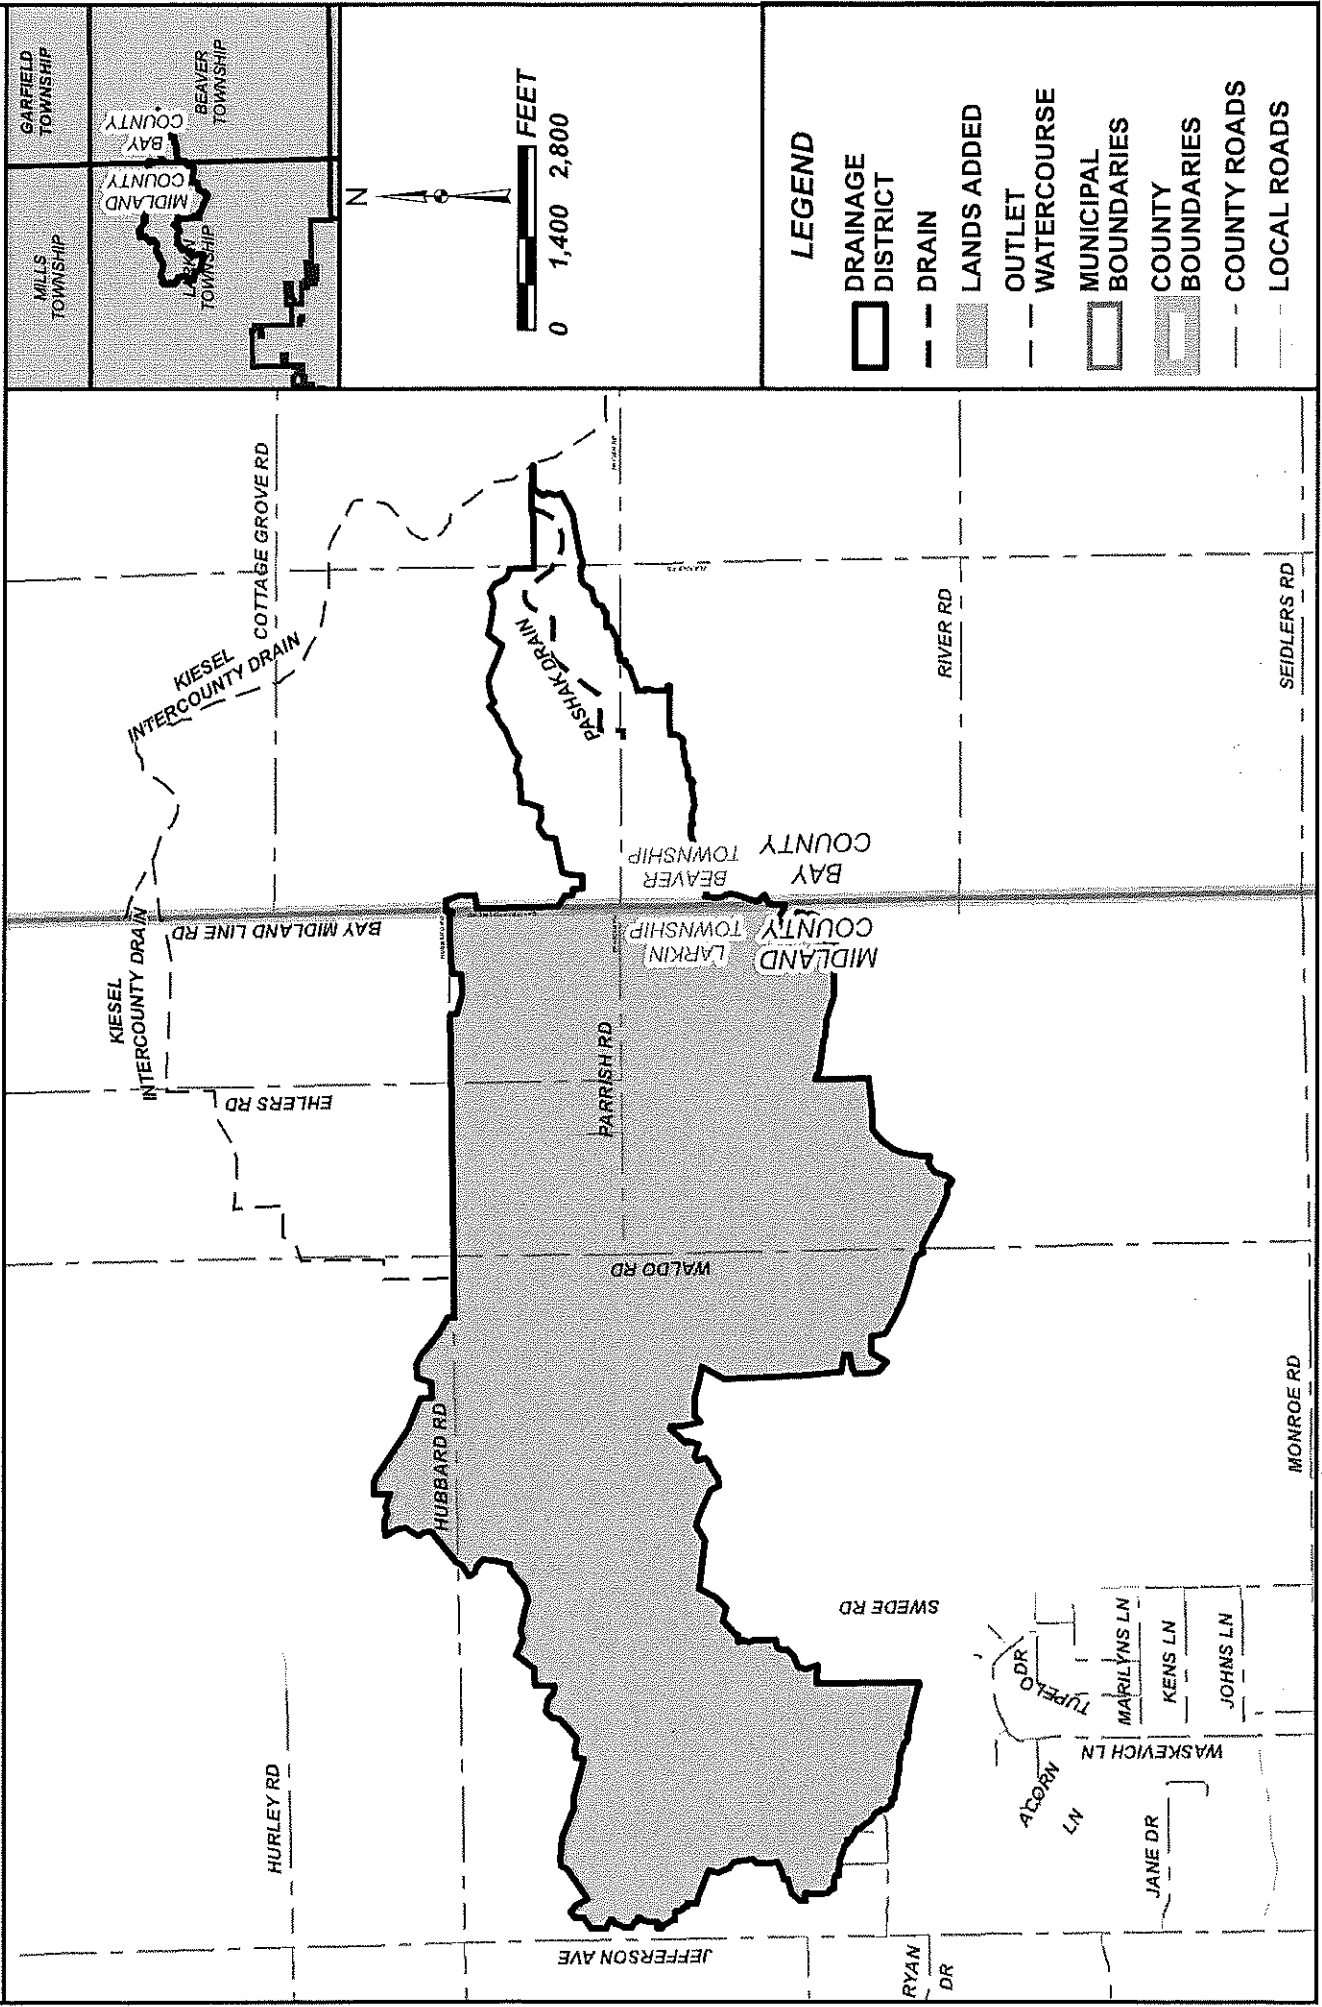 GARFIELD
TOWNSHIP
MILLS
TOWNSHIP
BEAVER
TOWNSHIP
BAY
COUNTY
MIDLAND
COUNTY
LARKIN
TOWNSHIP
N
FEET
0 1,400 2,800
LEGEND
DRAINAGE
DISTRICT
DRAIN
LANDS ADDED
OUTLET
WATERCOURSE
MUNICIPAL
BOUNDARIES
COUNTY
BOUNDARIES
COUNTY ROADS
LOCAL ROADS
COTTAGE GROVE RD
KIESEL
INTERCOUNTY DRAIN
PASHAK DRAIN
RIVER RD
SEIDLERS RD
BAY MIDLAND LINE RD
KIESEL
INTERCOUNTY DRAIN
BEAVER
TOWNSHIP
BAY
COUNTY
LARKIN
TOWNSHIP
MIDLAND
COUNTY
EHLERS RD
PARRISH RD
WALDO RD
HUBBARD RD
MONROE RD
SWEDE RD
HURLEY RD
JEFFERSON AVE
RYAN
DR
TUPELO
DR
MARILYNS LN
KENS LN
JOHNS LN
WASKEVICH LN
ACORN
LN
JANE DR